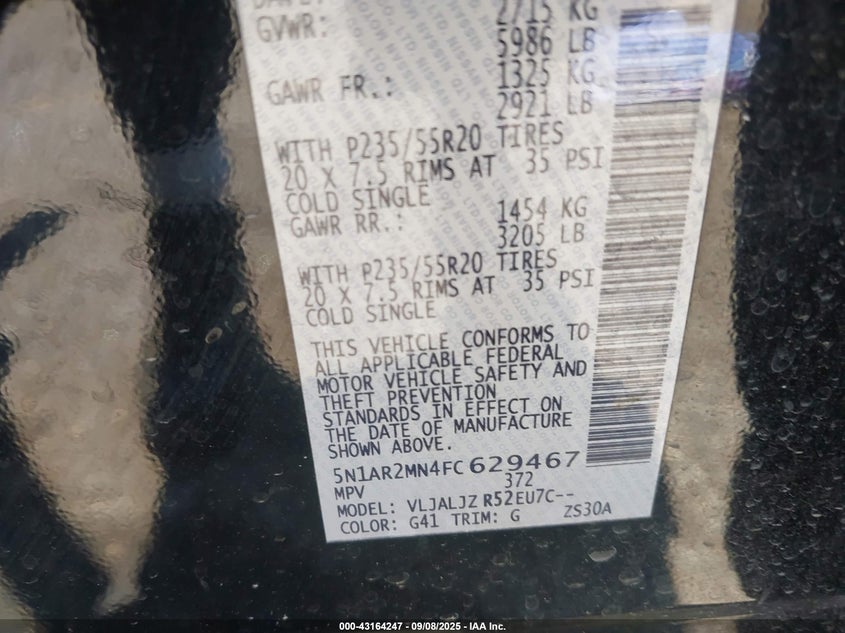 2715 KG
GVWR: 5986 LB
1325 KG
GAWR FR.: 2921 LB
WITH P235/55R20 TIRES
20 X 7.5 RIMS AT 35 PSI
COLD SINGLE
1454 KG
GAWR RR.: 3205 LB
WITH P235/55R20 TIRES
20 X 7.5 RIMS AT 35 PSI
COLD SINGLE
THIS VEHICLE CONFORMS TO
ALL APPLICABLE FEDERAL
MOTOR VEHICLE SAFETY AND
THEFT PREVENTION
STANDARDS IN EFFECT ON
THE DATE OF MANUFACTURE
SHOWN ABOVE.
5N1AR2MN4FC629467
MPV 372
MODEL: VLJALJZ R52EU7C--
COLOR: G41 TRIM: G ZS30A
000-43164247 - 09/08/2025 - IAA Inc.